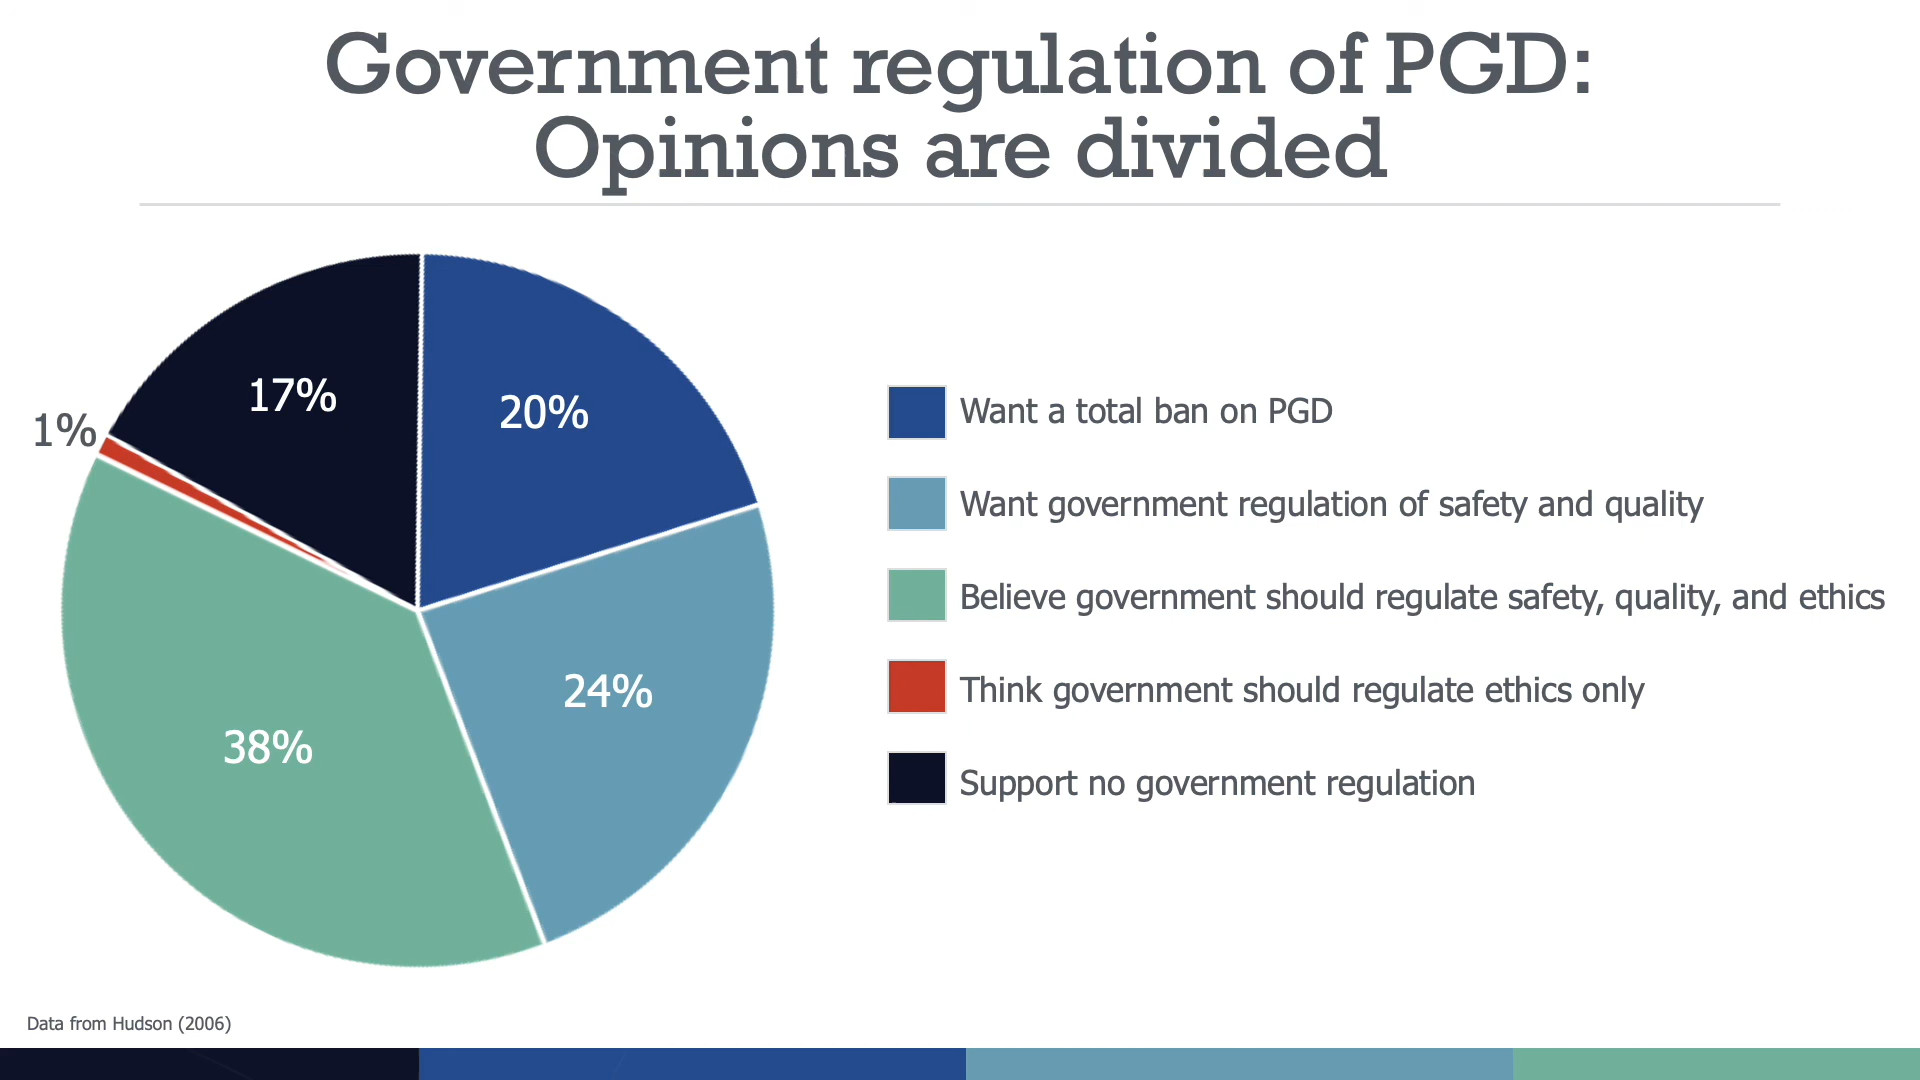 Government regulation of PGD:
Opinions are divided
17%
20%
1%
24%
38%
Want a total ban on PGD
Want government regulation of safety and quality
Believe government should regulate safety, quality, and ethics
Think government should regulate ethics only
Support no government regulation
Data from Hudson (2006)